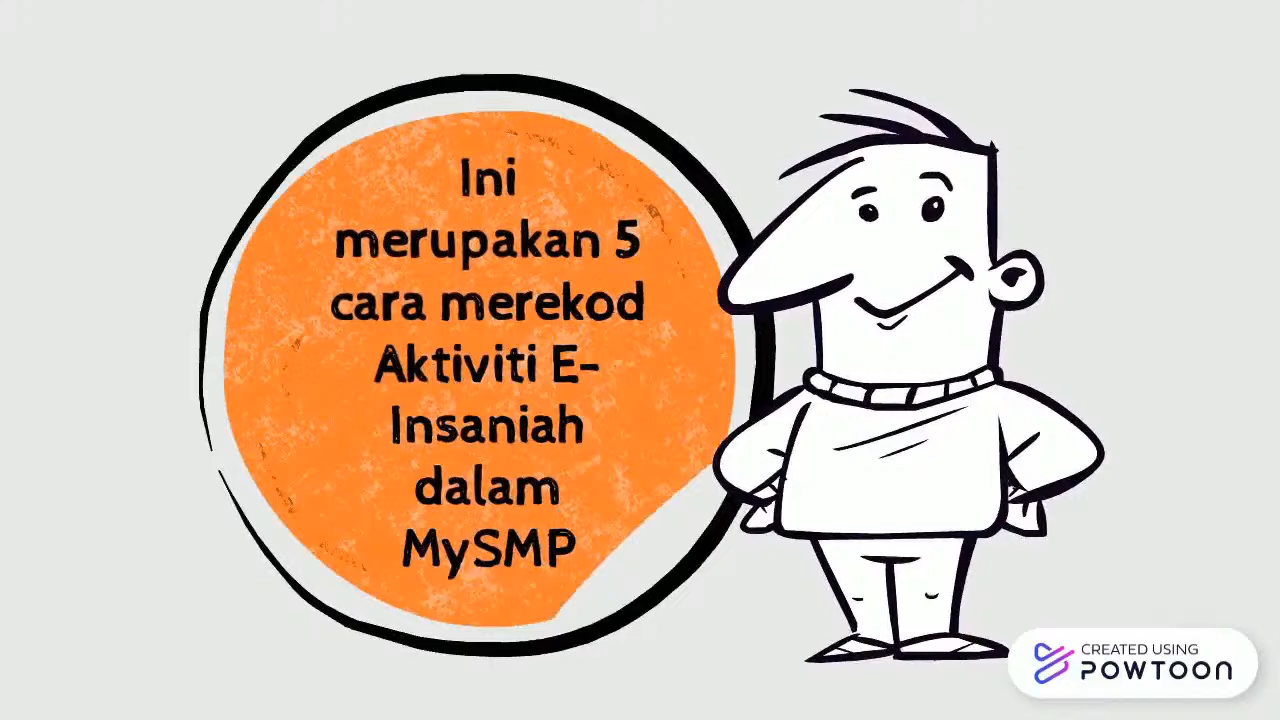 Ini
merupakan 5
cara merekod
Aktiviti E-
Insaniah
dalam
MySMP
CREATED USING
POWTOON